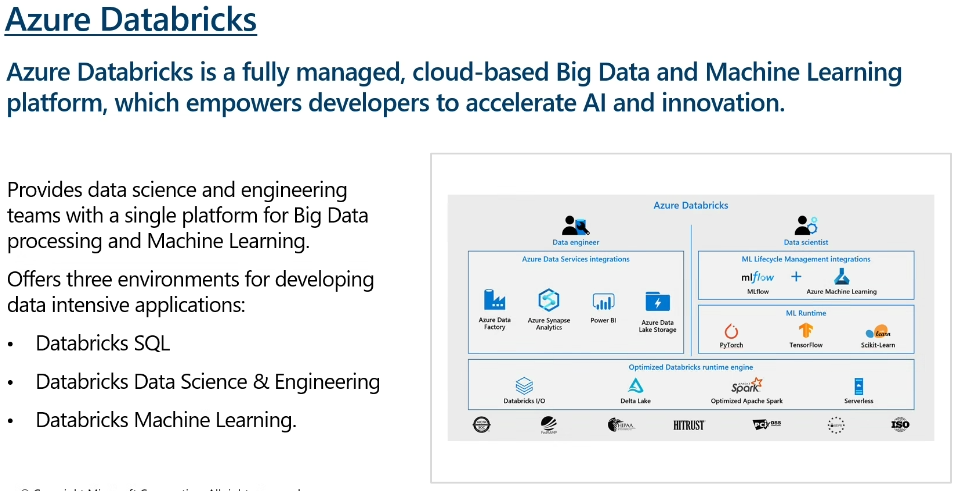 Azure Databricks
Azure Databricks is a fully managed, cloud-based Big Data and Machine Learning
platform, which empowers developers to accelerate AI and innovation.
Provides data science and engineering
teams with a single platform for Big Data
processing and Machine Learning.
Offers three environments for developing
data intensive applications:
• Databricks SQL
• Databricks Data Science & Engineering
• Databricks Machine Learning.
Azure Databricks
Data engineer
Data scientist
Azure Data Services integrations
Azure Data
Factory
Azure Synapse
Analytics
Power BI
Azure Data
Lake Storage
ML Lifecycle Management integrations
mlflow
+
MLflow
Azure Machine Learning
ML Runtime
PyTorch
TensorFlow
learn
Scikit-Learn
Optimized Databricks runtime engine
Databricks I/O
Delta Lake
Spark
Optimized Apache Spark
Serverless
HIPAA
HITRUST
PCI DSS
ISO